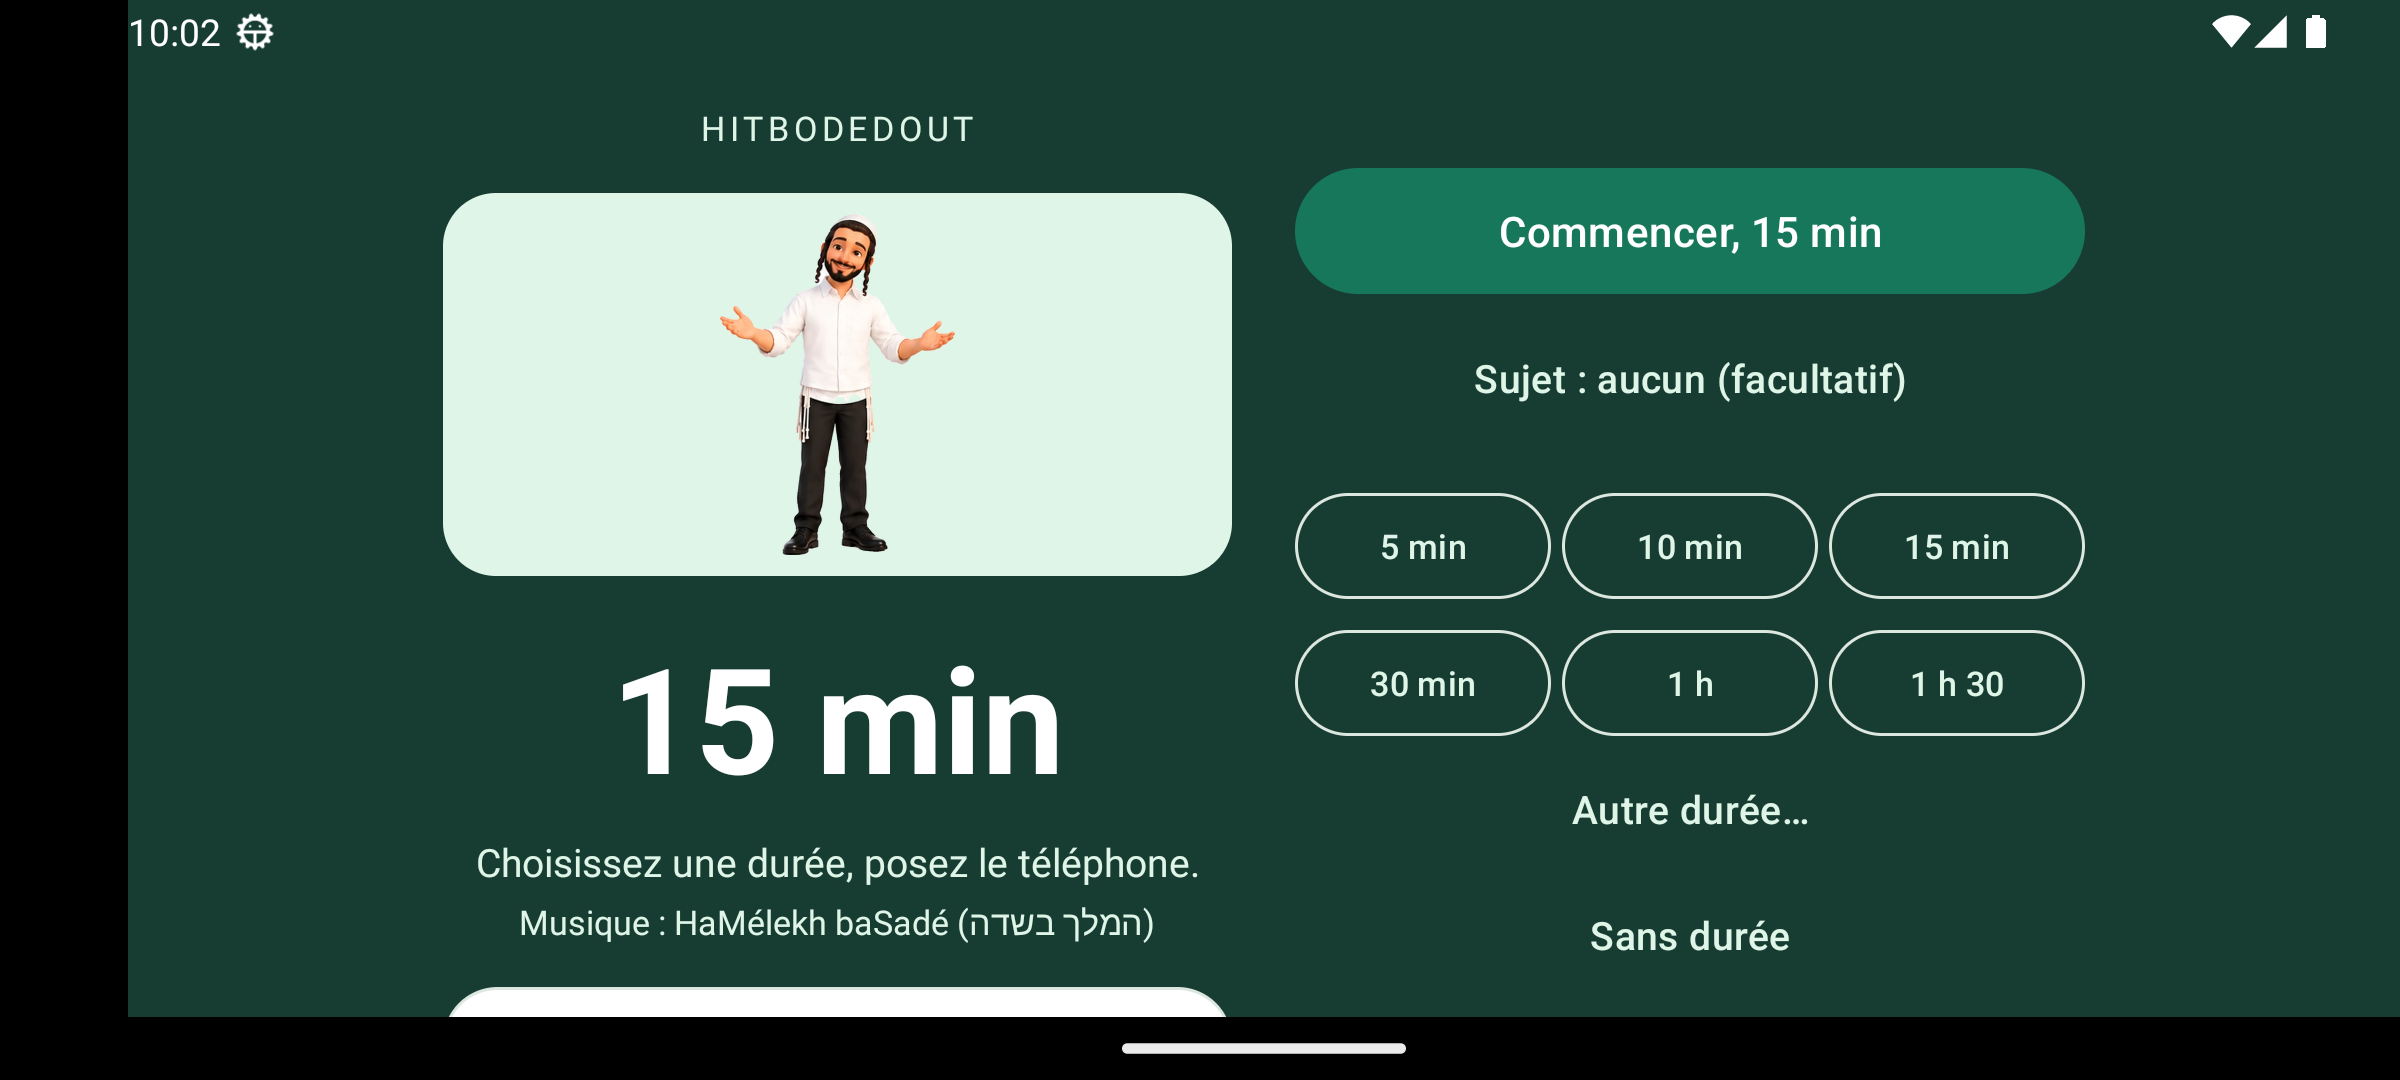 10:02
HITBODEDOUT
15 min
Choisissez une durée, posez le téléphone.
Musique : HaMélekh baSadé (המלך בשדה)
Commencer, 15 min
Sujet : aucun (facultatif)
5 min
10 min
15 min
30 min
1 h
1 h 30
Autre durée…
Sans durée